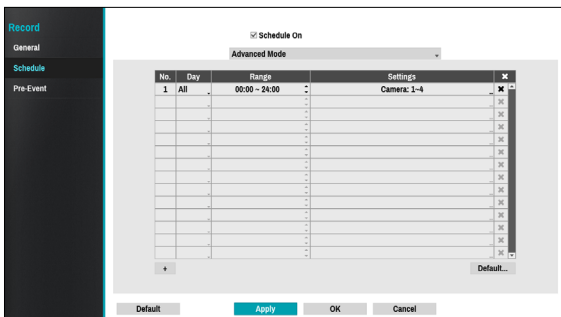 Record
General
Schedule
Pre-Event
☑ Schedule On
Advanced Mode
No. Day Range Settings ✖
1 All 00:00 ~ 24:00 Camera: 1~4 ✖
+ Default...
Default Apply OK Cancel